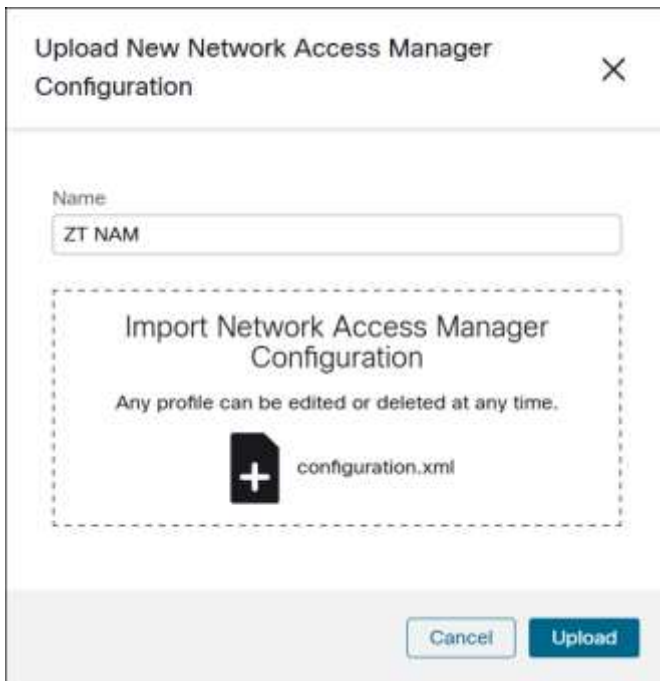 Upload New Network Access Manager
Configuration
Name
ZT NAM
Import Network Access Manager
Configuration
Any profile can be edited or deleted at any time.
configuration.xml
Cancel
Upload